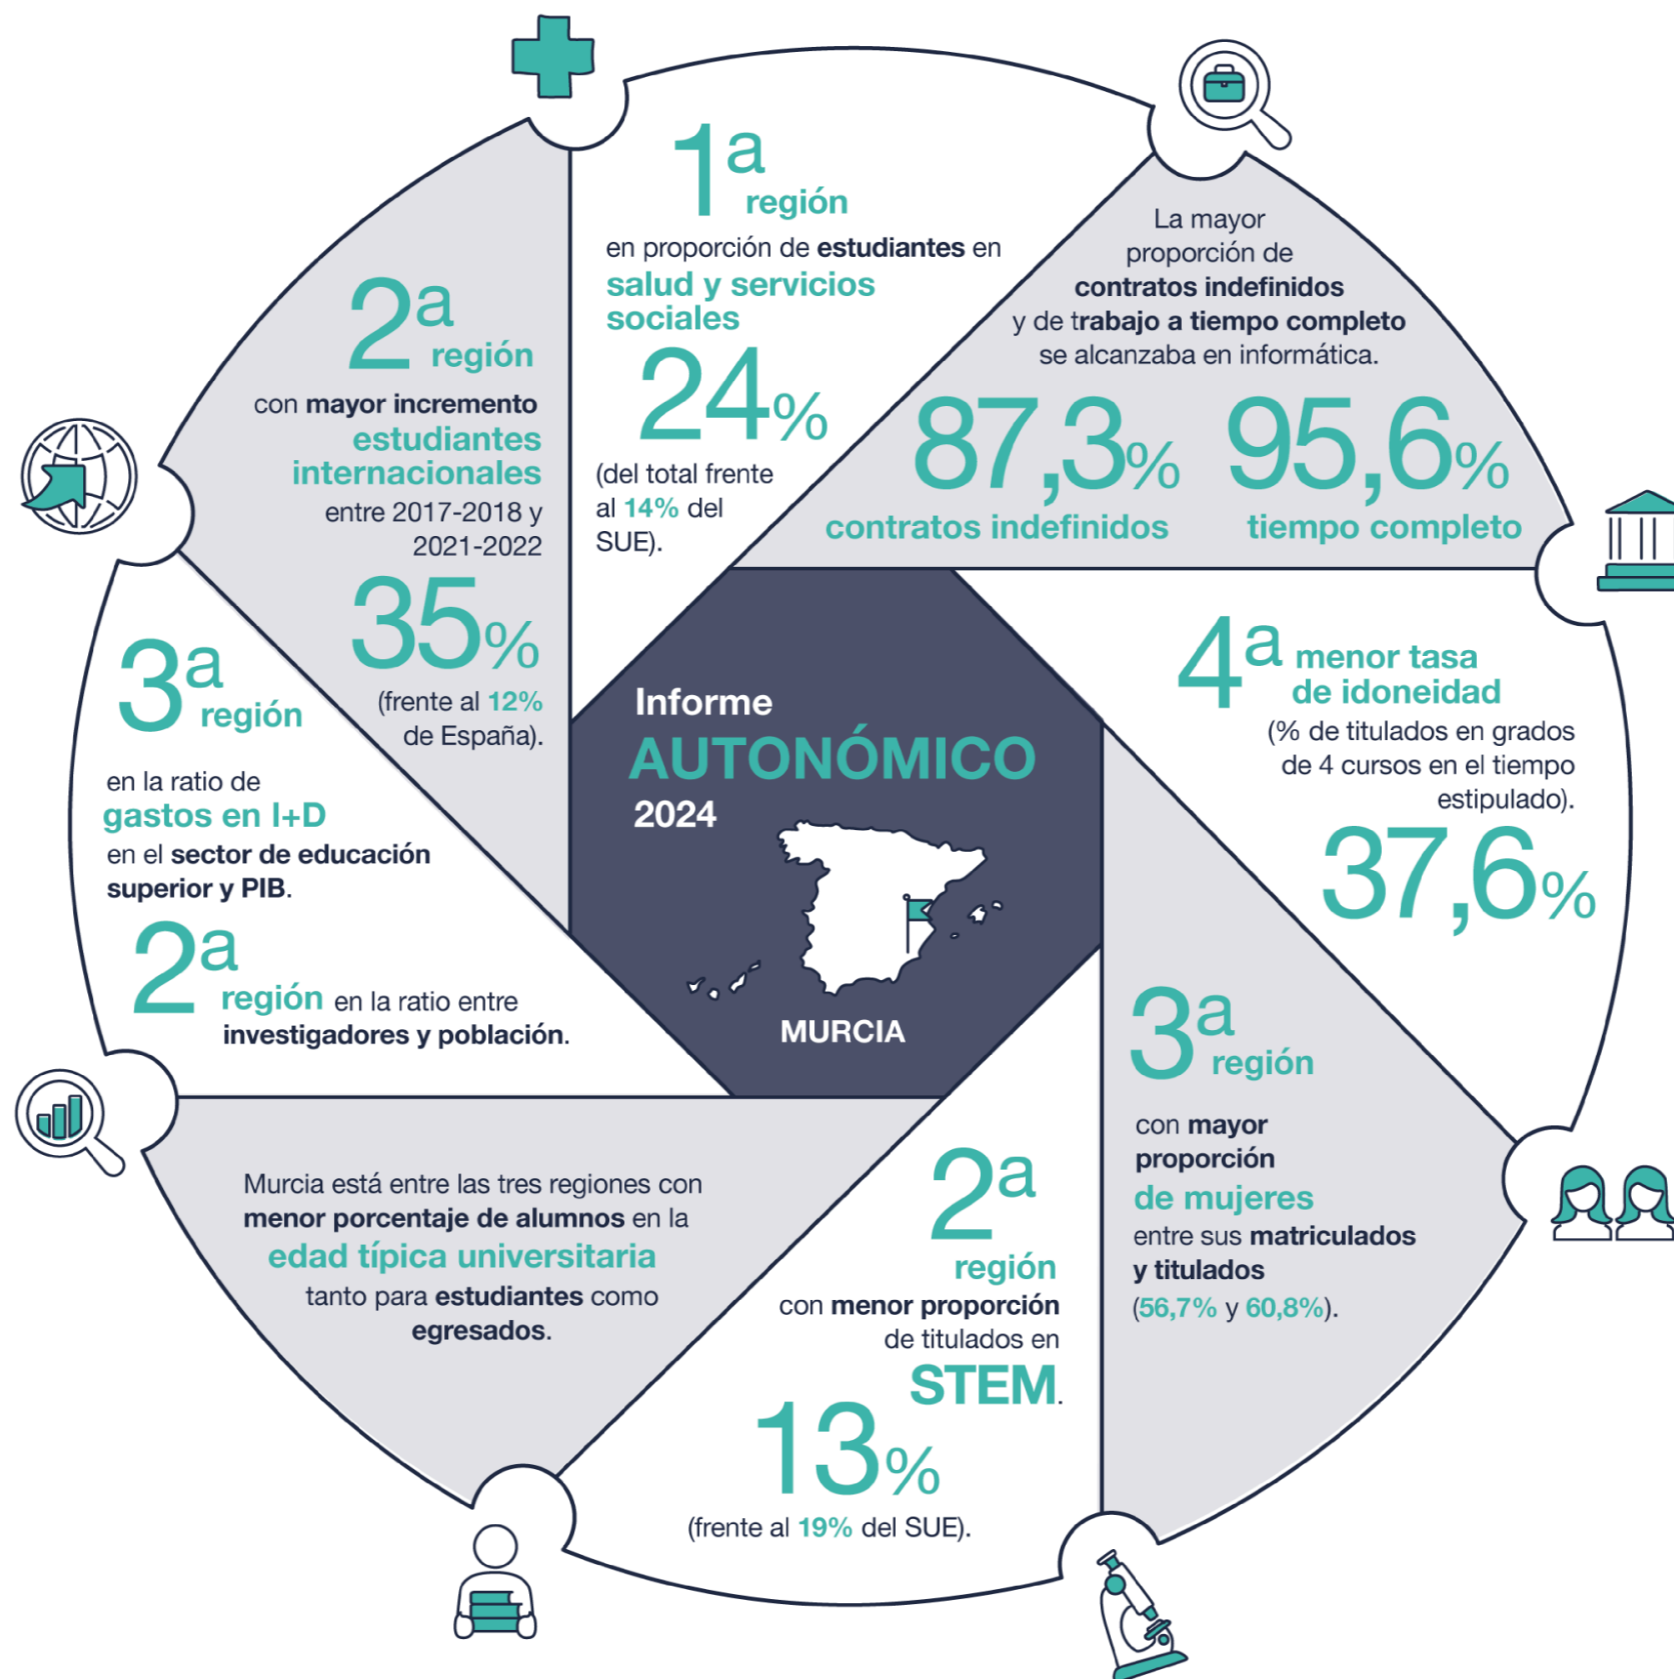 Informe
AUTONÓMICO
2024
MURCIA
1ª
región
en proporción de estudiantes en
salud y servicios
sociales
24%
(del total frente
al 14% del
SUE).
La mayor
proporción de
contratos indefinidos
y de trabajo a tiempo completo
se alcanzaba en informática.
87,3%
contratos indefinidos
95,6%
tiempo completo
4ª menor tasa
de idoneidad
(% de titulados en grados
de 4 cursos en el tiempo
estipulado).
37,6%
3ª
región
con mayor
proporción
de mujeres
entre sus matriculados
y titulados
(56,7% y 60,8%).
2ª
región
con menor proporción
de titulados en
STEM.
13%
(frente al 19% del SUE).
Murcia está entre las tres regiones con
menor porcentaje de alumnos en la
edad típica universitaria
tanto para estudiantes como
egresados.
3ª
región
en la ratio de
gastos en I+D
en el sector de educación
superior y PIB.
2ª
región en la ratio entre
investigadores y población.
2ª
región
con mayor incremento
estudiantes
internacionales
entre 2017-2018 y
2021-2022
35%
(frente al 12%
de España).